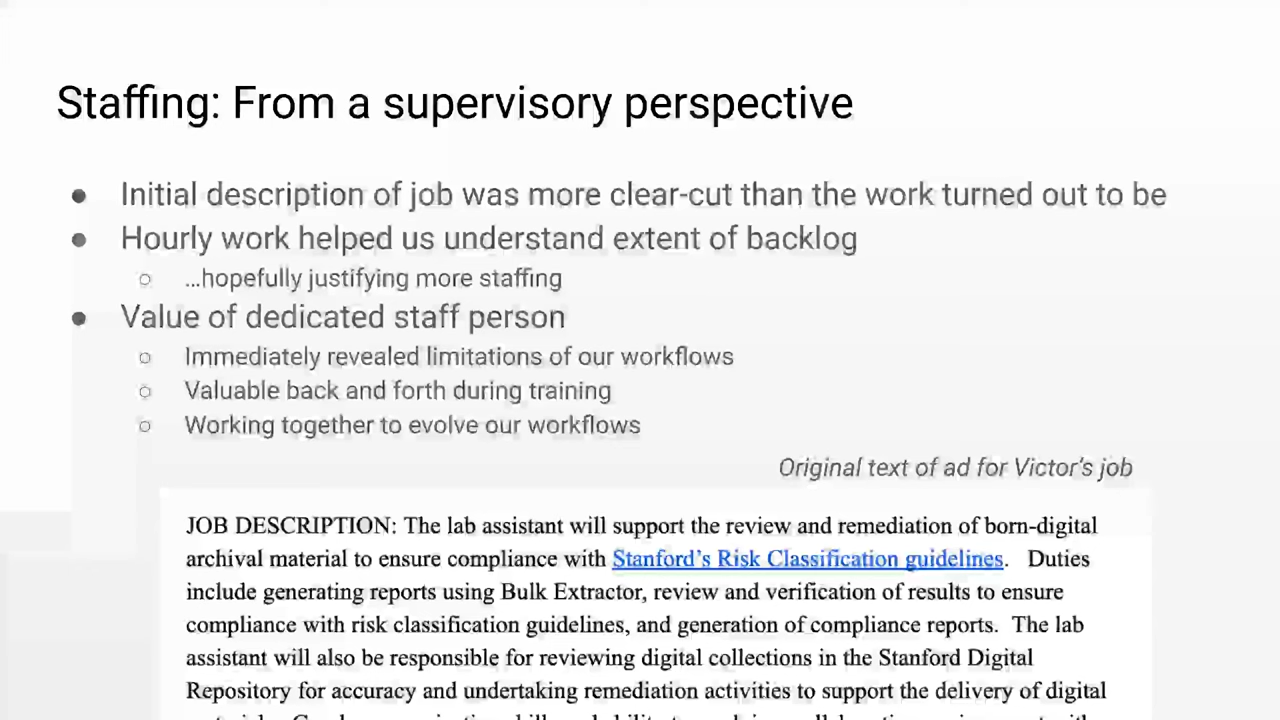 Staffing: From a supervisory perspective
● Initial description of job was more clear-cut than the work turned out to be
● Hourly work helped us understand extent of backlog
○ ...hopefully justifying more staffing
● Value of dedicated staff person
○ Immediately revealed limitations of our workflows
○ Valuable back and forth during training
○ Working together to evolve our workflows
Original text of ad for Victor's job
JOB DESCRIPTION: The lab assistant will support the review and remediation of born-digital
archival material to ensure compliance with Stanford's Risk Classification guidelines. Duties
include generating reports using Bulk Extractor, review and verification of results to ensure
compliance with risk classification guidelines, and generation of compliance reports. The lab
assistant will also be responsible for reviewing digital collections in the Stanford Digital
Repository for accuracy and undertaking remediation activities to support the delivery of digital